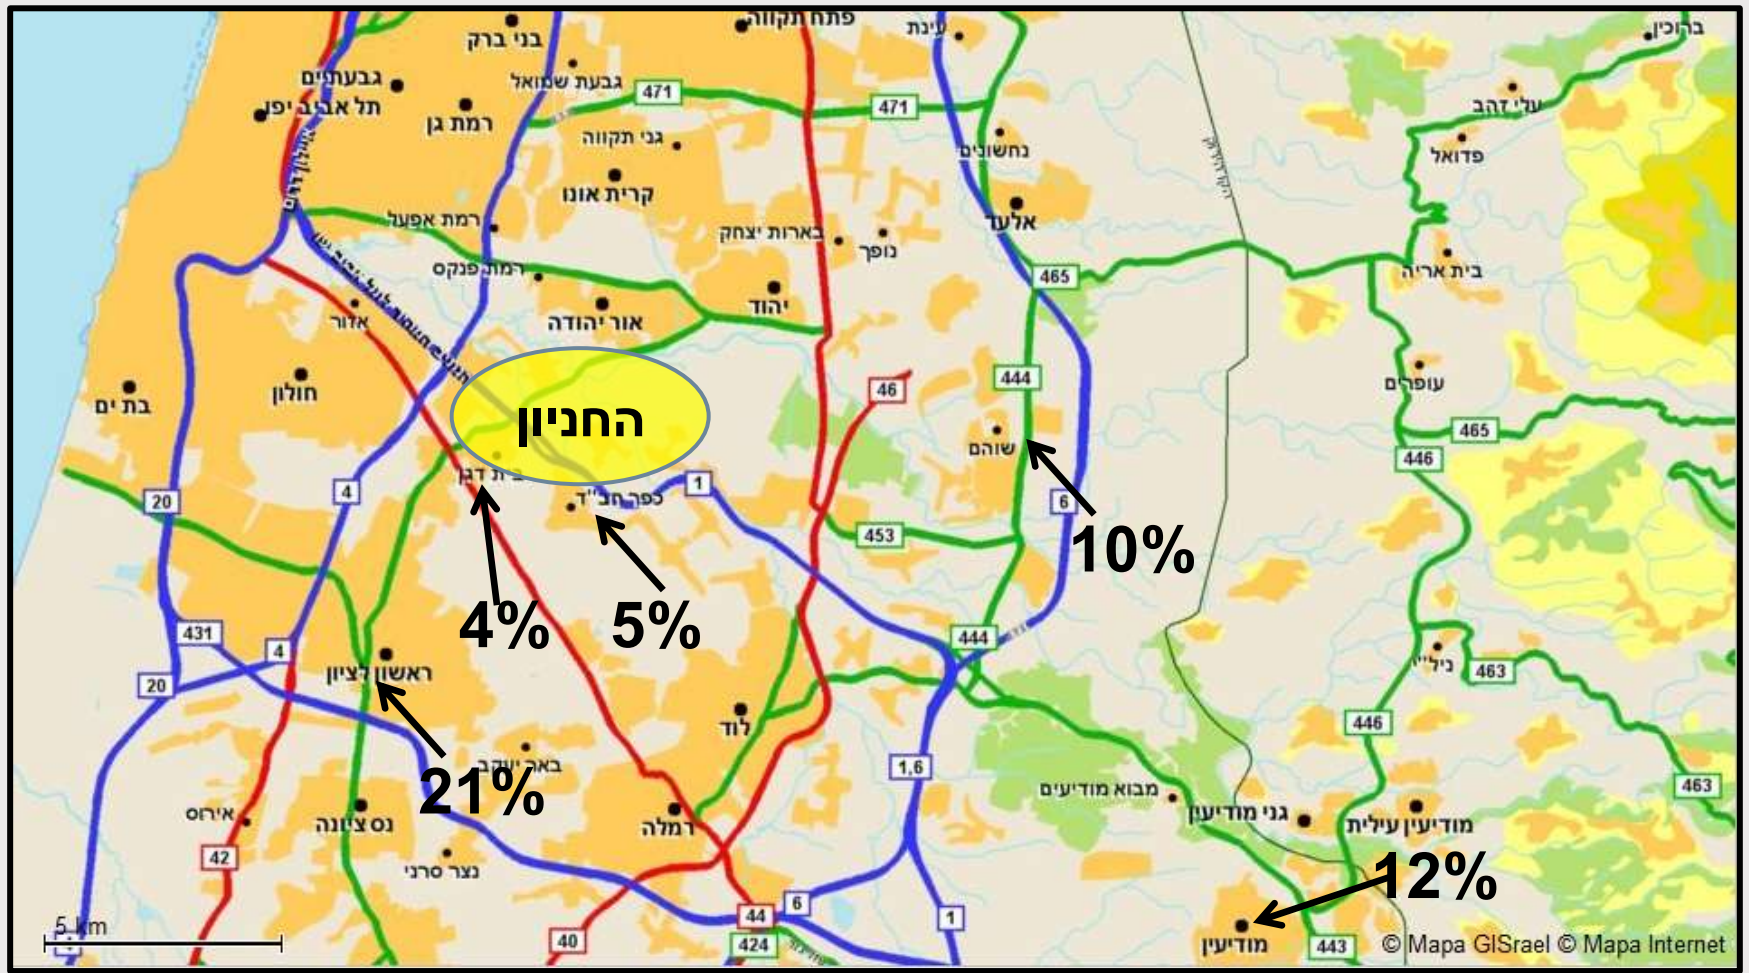 פתח תקווה
בני ברק
עינת
ברוכין
גבעתיים
גבעת שמואל
471
471
עלי זהב
תל אביב יפו
רמת גן
גני תקווה
נחשונים
פדואל
קרית אונו
אלעד
רמת אפעל
בארות יצחק
נופך
רמת פנקס
465
בית אריה
יהוד
אור יהודה
אזור
חולון
444
46
עופרים
בת ים
החניון
שוהם
465
446
בית דגן
כפר חב"ד
1
20
4
6
453
10%
4%
5%
431
444
4
ראשון לציון
20
ניל"י
463
לוד
446
באר יעקב
1,6
21%
מבוא מודיעים
463
אירוס
נס ציונה
רמלה
גני מודיעין
מודיעין עילית
42
נצר סרני
12%
5 km
44
6
1
40
424
מודיעין
443
© Mapa GISrael © Mapa Internet